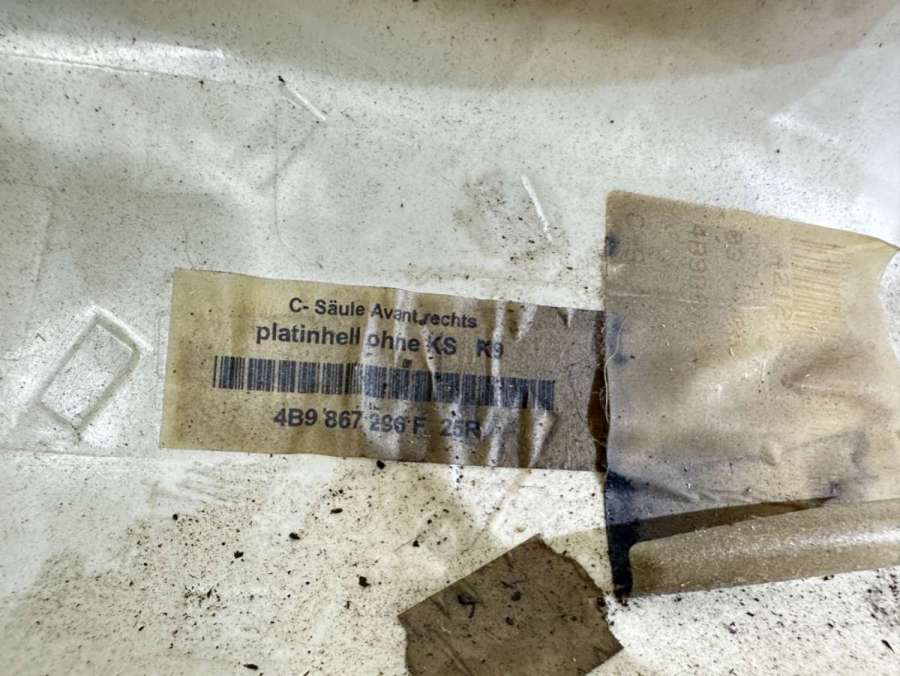 C- Säule Avant rechts
platinhell ohne KS K9
4B9 867 296 F 25R